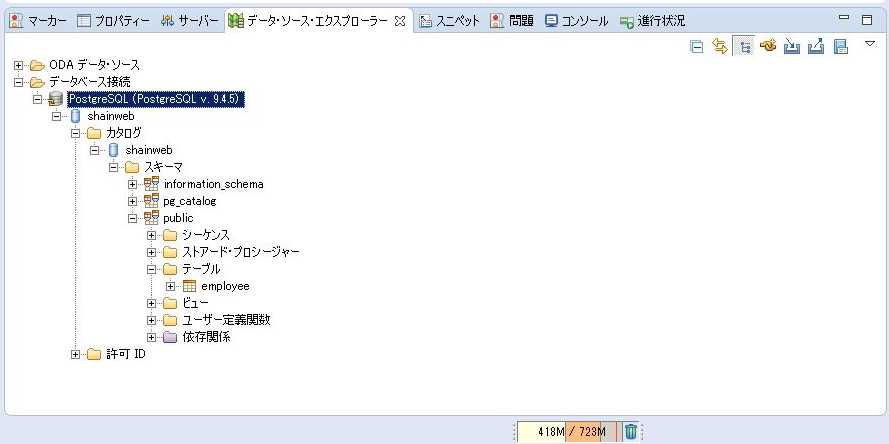 マーカー プロパティー サーバー データ・ソース・エクスプローラー スニペット 問題 コンソール 進行状況
ODA データ・ソース
データベース接続
PostgreSQL (PostgreSQL v. 9.4.5)
shainweb
カタログ
shainweb
スキーマ
information_schema
pg_catalog
public
シーケンス
ストアード・プロシージャー
テーブル
employee
ビュー
ユーザー定義関数
依存関係
許可 ID
418M / 723M